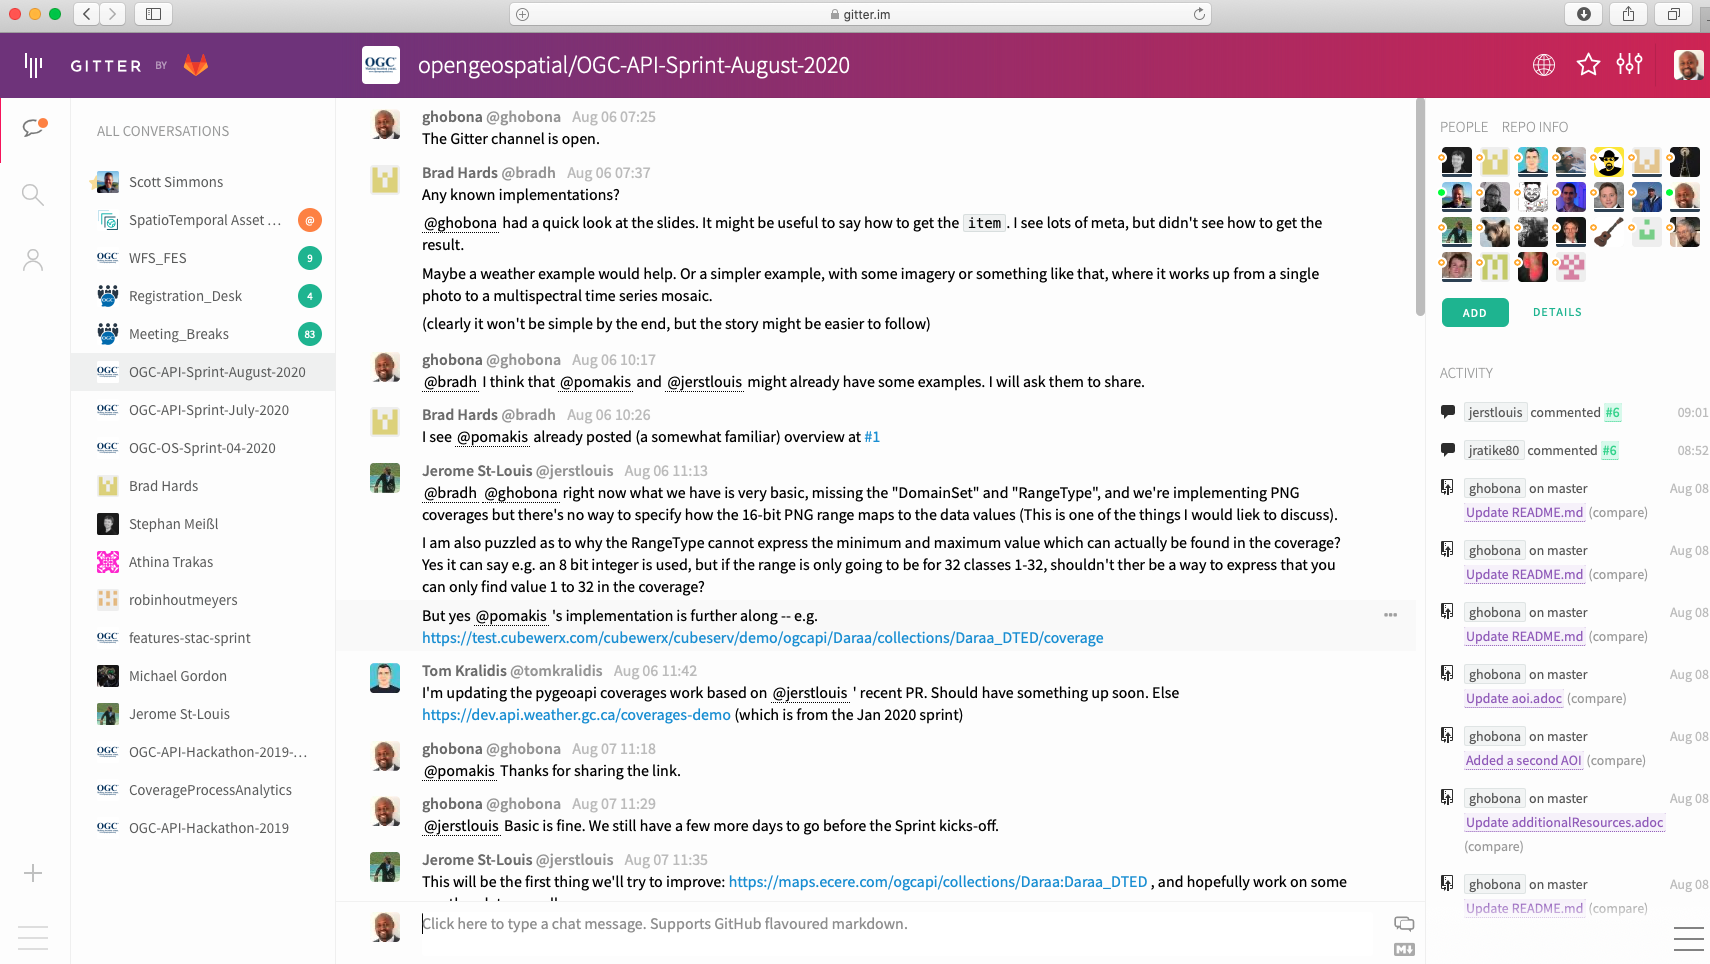 gitter.im
GITTER BY
OGC
opengeospatial/OGC-API-Sprint-August-2020
ALL CONVERSATIONS
Scott Simmons
SpatioTemporal Asset ... @
OGC WFS_FES 9
Registration_Desk 4
Meeting_Breaks 83
OGC OGC-API-Sprint-August-2020
OGC OGC-API-Sprint-July-2020
OGC OGC-OS-Sprint-04-2020
Brad Hards
Stephan Meißl
Athina Trakas
robinhoutmeyers
OGC features-stac-sprint
Michael Gordon
Jerome St-Louis
OGC OGC-API-Hackathon-2019-...
OGC CoverageProcessAnalytics
OGC OGC-API-Hackathon-2019
ghobona @ghobona Aug 06 07:25
The Gitter channel is open.
Brad Hards @bradh Aug 06 07:37
Any known implementations?
@ghobona had a quick look at the slides. It might be useful to say how to get the item . I see lots of meta, but didn't see how to get the
result.
Maybe a weather example would help. Or a simpler example, with some imagery or something like that, where it works up from a single
photo to a multispectral time series mosaic.
(clearly it won't be simple by the end, but the story might be easier to follow)
ghobona @ghobona Aug 06 10:17
@bradh I think that @pomakis and @jerstlouis might already have some examples. I will ask them to share.
Brad Hards @bradh Aug 06 10:26
I see @pomakis already posted (a somewhat familiar) overview at #1
Jerome St-Louis @jerstlouis Aug 06 11:13
@bradh @ghobona right now what we have is very basic, missing the "DomainSet" and "RangeType", and we're implementing PNG
coverages but there's no way to specify how the 16-bit PNG range maps to the data values (This is one of the things I would liek to discuss).
I am also puzzled as to why the RangeType cannot express the minimum and maximum value which can actually be found in the coverage?
Yes it can say e.g. an 8 bit integer is used, but if the range is only going to be for 32 classes 1-32, shouldn't ther be a way to express that you
can only find value 1 to 32 in the coverage?
But yes @pomakis 's implementation is further along -- e.g.
https://test.cubewerx.com/cubewerx/cubeserv/demo/ogcapi/Daraa/collections/Daraa_DTED/coverage
Tom Kralidis @tomkralidis Aug 06 11:42
I'm updating the pygeoapi coverages work based on @jerstlouis ' recent PR. Should have something up soon. Else
https://dev.api.weather.gc.ca/coverages-demo (which is from the Jan 2020 sprint)
ghobona @ghobona Aug 07 11:18
@pomakis Thanks for sharing the link.
ghobona @ghobona Aug 07 11:29
@jerstlouis Basic is fine. We still have a few more days to go before the Sprint kicks-off.
Jerome St-Louis @jerstlouis Aug 07 11:35
This will be the first thing we'll try to improve: https://maps.ecere.com/ogcapi/collections/Daraa:Daraa_DTED , and hopefully work on some
Click here to type a chat message. Supports GitHub flavoured markdown.
PEOPLE REPO INFO
ADD DETAILS
ACTIVITY
jerstlouis commented #6 09:01
jratike80 commented #6 08:52
ghobona on master Aug 08
Update README.md (compare)
ghobona on master Aug 08
Update README.md (compare)
ghobona on master Aug 08
Update README.md (compare)
ghobona on master Aug 08
Update aoi.adoc (compare)
ghobona on master Aug 08
Added a second AOI (compare)
ghobona on master Aug 08
Update additionalResources.adoc
(compare)
ghobona on master Aug 08
Update README.md (compare)